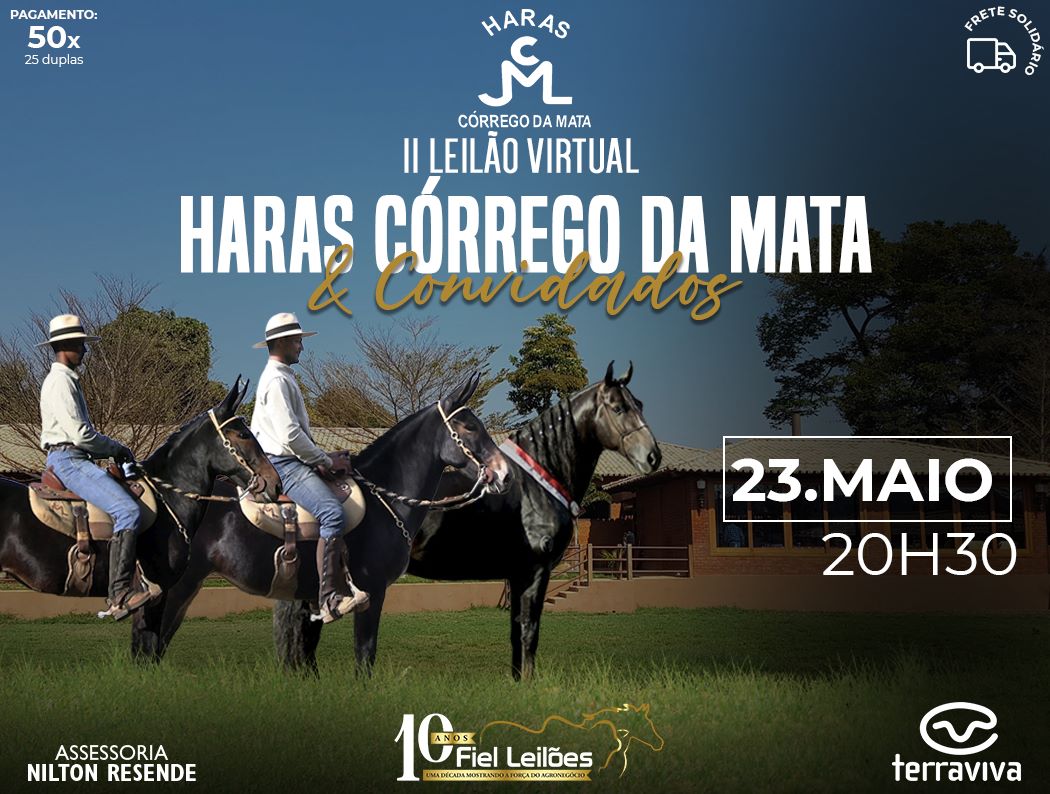 PAGAMENTO:
50x
25 duplas
FRETE SOLIDÁRIO
HARAS
CML
CÓRREGO DA MATA
II LEILÃO VIRTUAL
HARAS CÓRREGO DA MATA
& Convidados
23.MAIO
20H30
ASSESSORIA
NILTON RESENDE
10 ANOS
Fiel Leilões
UMA DÉCADA MOSTRANDO A FORÇA DO AGRONEGÓCIO
terraviva